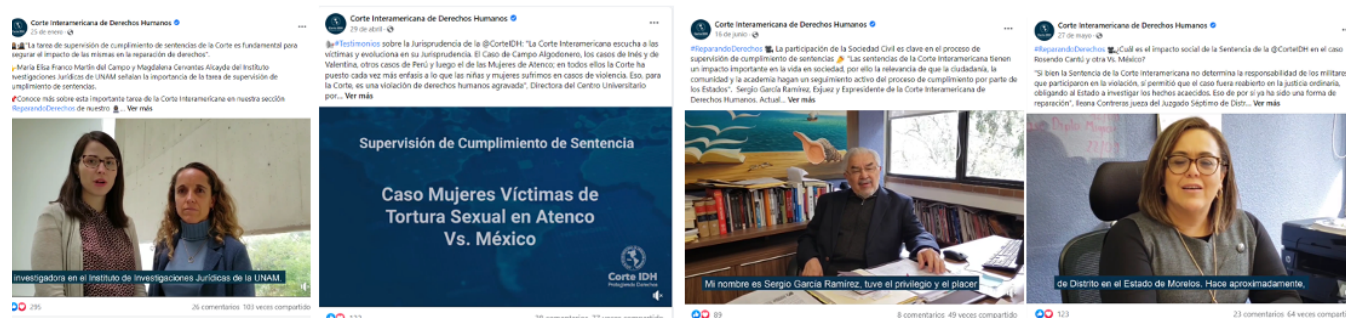 Corte Interamericana de Derechos Humanos
25 de enero
"La tarea de supervisión de cumplimiento de sentencias de la Corte es fundamental para
segurar el impacto de las mismas en la reparación de derechos".
María Elisa Franco Martín del Campo y Magdalena Cervantes Alcayde del Instituto
nvestigaciones Jurídicas de UNAM señalan la importancia de la tarea de supervisión de
umplimiento de sentencias.
Conoce más sobre esta importante tarea de la Corte Interamericana en nuestra sección
ReparandoDerechos de nuestro ... Ver más
investigadora en el Instituto de Investigaciones Jurídicas de la UNAM.
295
26 comentarios 103 veces compartido
Corte Interamericana de Derechos Humanos
29 de abril
#Testimonios sobre la Jurisprudencia de la @CorteIDH: "La Corte Interamericana escucha a las
víctimas y evoluciona en su Jurisprudencia. El Caso de Campo Algodonero, los casos de Inés y de
Valentina, otros casos de Perú y luego el de las Mujeres de Atenco; en todos ellos la Corte ha
puesto cada vez más enfasis a lo que las niñas y mujeres sufrimos en casos de violencia. Eso, para
la Corte, es una violación de derechos humanos agravada", Directora del Centro Universitario
por... Ver más
Supervisión de Cumplimiento de Sentencia
Caso Mujeres Víctimas de
Tortura Sexual en Atenco
Vs. México
Corte IDH
Protegiendo Derechos
Corte Interamericana de Derechos Humanos
16 de junio
#ReparandoDerechos La participación de la Sociedad Civil es clave en el proceso de
supervisión de cumplimiento de sentencias "Las sentencias de la Corte Interamericana tienen
un impacto importante en la vida en sociedad, por ello la relevancia de que la ciudadanía, la
comunidad y la academia hagan un seguimiento activo del proceso de cumplimiento por parte de
los Estados". Sergio García Ramírez, Exjuez y Expresidente de la Corte Interamericana de
Derechos Humanos. Actual... Ver más
Mi nombre es Sergio García Ramírez, tuve el privilegio y el placer
89
8 comentarios 49 veces compartido
Corte Interamericana de Derechos Humanos
27 de mayo
#ReparandoDerechos ¿Cuál es el impacto social de la Sentencia de la @CorteIDH en el caso
Rosendo Cantú y otra Vs. México?
"Si bien la Sentencia de la Corte Interamericana no determina la responsabilidad de los militares
que participaron en la violación, sí permitió que el caso fuera reabierto en la justicia ordinaria,
obligando al Estado a investigar los hechos acaecidos. Eso de por sí ya ha sido una forma de
reparación", Ileana Contreras jueza del Juzgado Séptimo de Distr... Ver más
de Distrito en el Estado de Morelos. Hace aproximadamente,
123
23 comentarios 64 veces compartido